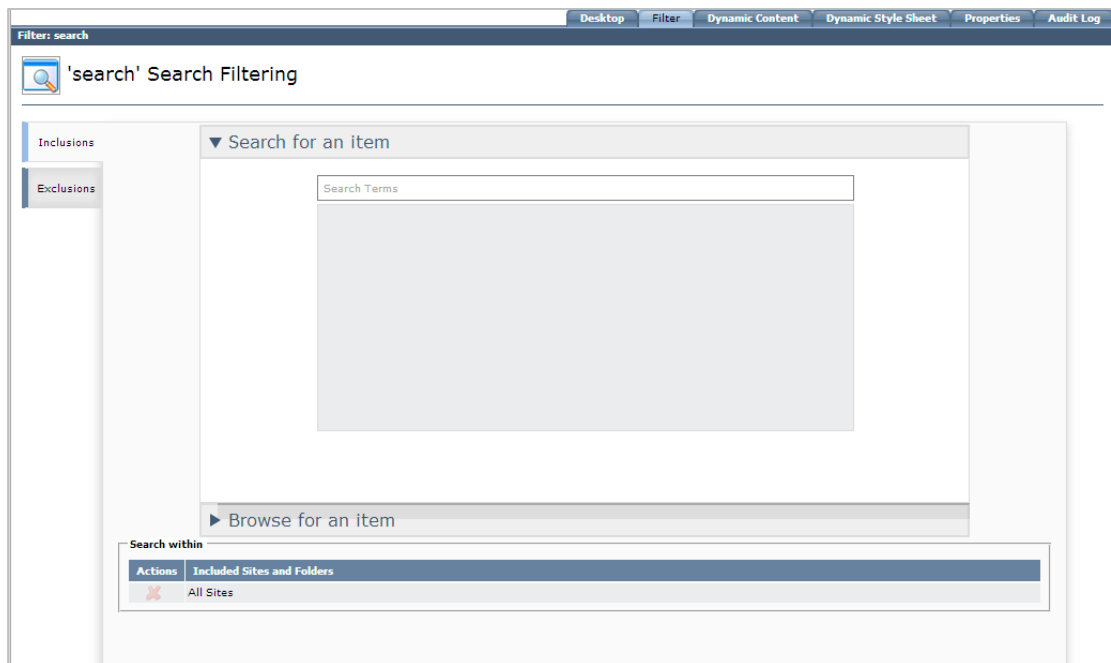 Desktop Filter Dynamic Content Dynamic Style Sheet Properties Audit Log
Filter: search
'search' Search Filtering
Inclusions
Exclusions
Search for an item
Search Terms
Browse for an item
Search within
Actions Included Sites and Folders
All Sites